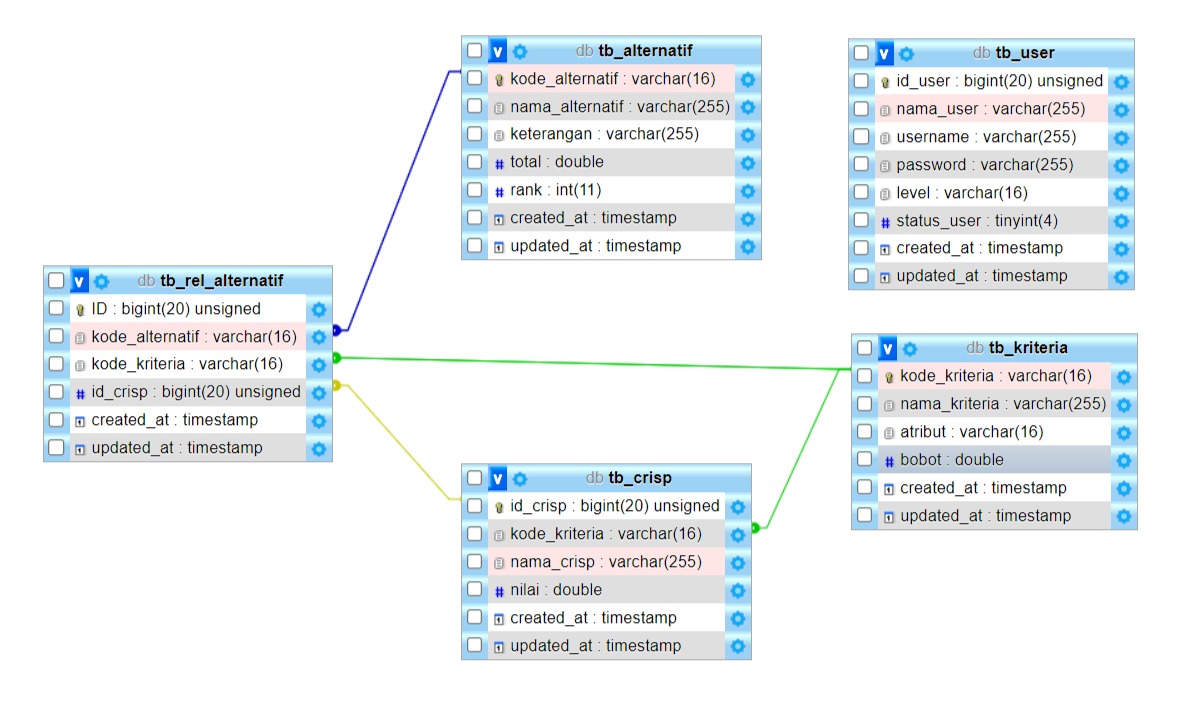 v db tb_alternatif
kode_alternatif : varchar(16)
nama_alternatif : varchar(255)
# keterangan : varchar(255)
# total : double
# rank : int(11)
created_at : timestamp
updated_at : timestamp
v db tb_user
id_user : bigint(20) unsigned
nama_user : varchar(255)
username : varchar(255)
password : varchar(255)
level : varchar(16)
# status_user : tinyint(4)
created_at : timestamp
updated_at : timestamp
v db tb_rel_alternatif
ID : bigint(20) unsigned
kode_alternatif : varchar(16)
kode_kriteria : varchar(16)
# id_crisp : bigint(20) unsigned
created_at : timestamp
updated_at : timestamp
v db tb_kriteria
kode_kriteria : varchar(16)
nama_kriteria : varchar(255)
atribut : varchar(16)
# bobot : double
created_at : timestamp
updated_at : timestamp
v db tb_crisp
id_crisp : bigint(20) unsigned
kode_kriteria : varchar(16)
nama_crisp : varchar(255)
# nilai : double
created_at : timestamp
updated_at : timestamp